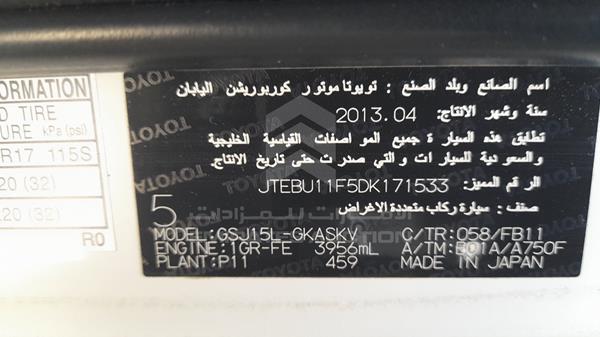 FORMATION
D TIRE
URE kPa(psi)
R17 115S
20 (32)
220 (32)
R0
اسم الصانع وبلد الصنع : تويوتا موتور كوربوريشن اليابان
سنة وشهر الانتاج: 2013.04
تطابق هذه السيارة جميع المواصفات القياسية الخليجية
والسعودية للسيارات التي صدرت حتى تاريخ الانتاج
الرقم المميز: JTEBU11F5DK171533
صنف : سيارة ركاب متعددة الاغراض
5
MODEL:GSJ15L-GKASKV C/TR:058/FB11
ENGINE:1GR-FE 3956mL A/TM:B01A/A750F
PLANT:P11 459 MADE IN JAPAN